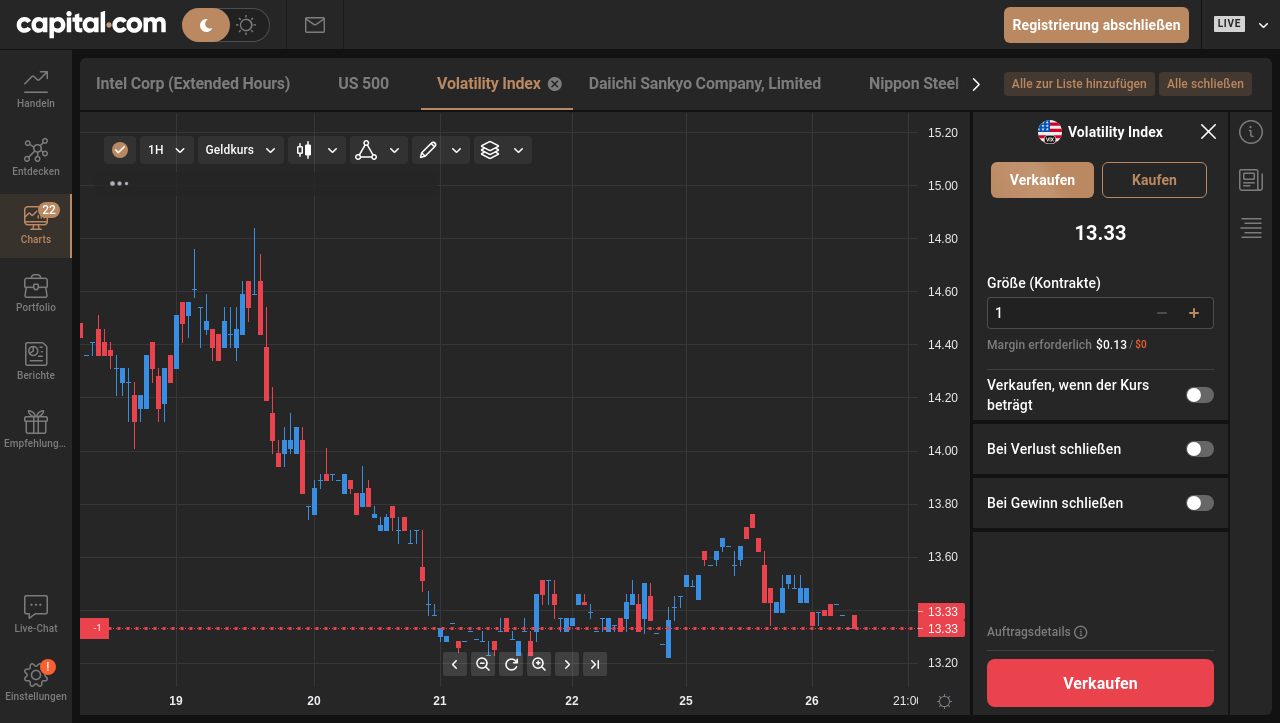 capital.com
Registrierung abschließen
LIVE
Handeln
Entdecken
22
Charts
Portfolio
Berichte
Empfehlung...
Live-Chat
!
Einstellungen
Intel Corp (Extended Hours)
US 500
Volatility Index
Daiichi Sankyo Company, Limited
Nippon Steel
Alle zur Liste hinzufügen
Alle schließen
1H
Geldkurs
15.20
15.00
14.80
14.60
14.40
14.20
14.00
13.80
13.60
13.33
13.33
13.20
-1
19
20
21
22
25
26
21:0
VIX
Volatility Index
Verkaufen
Kaufen
13.33
Größe (Kontrakte)
1
Margin erforderlich $0.13 / $0
Verkaufen, wenn der Kurs
beträgt
Bei Verlust schließen
Bei Gewinn schließen
Auftragsdetails
Verkaufen